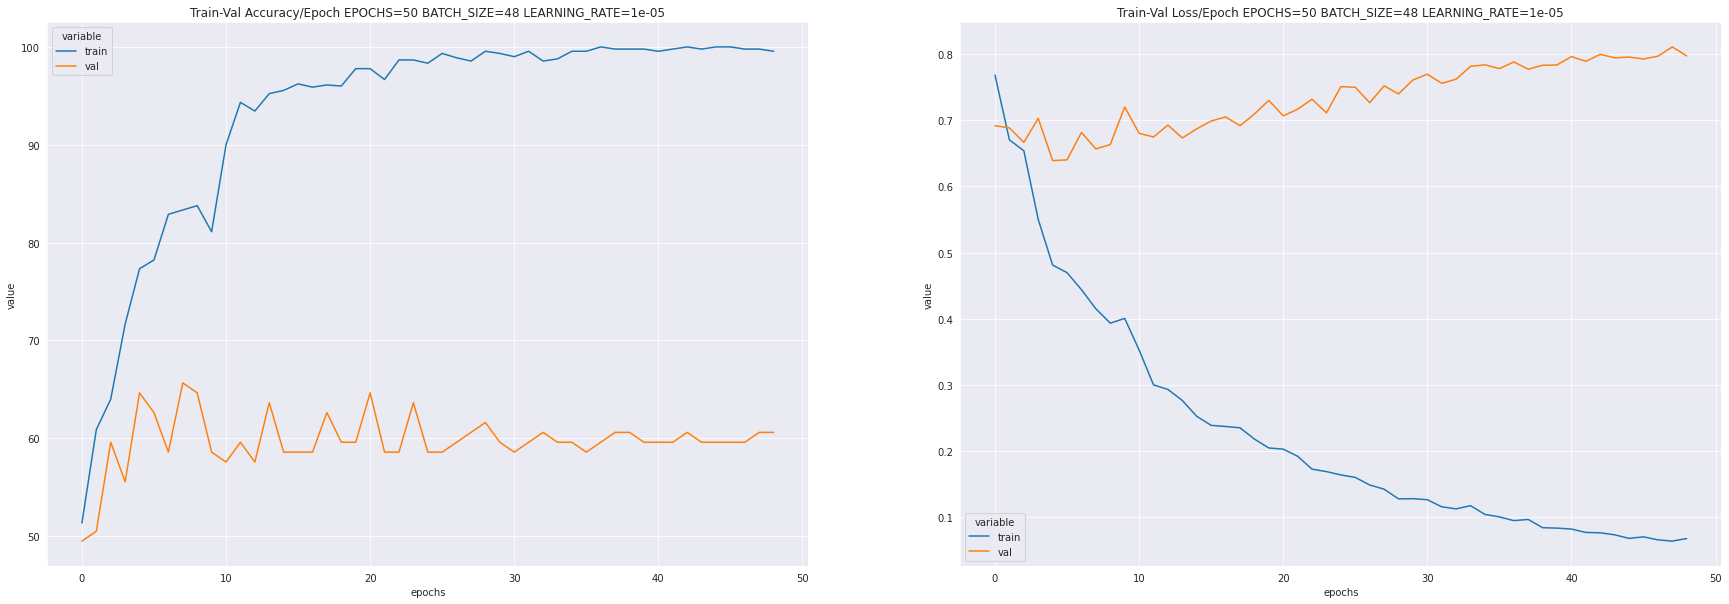 Train-Val Accuracy/Epoch EPOCHS=50 BATCH_SIZE=48 LEARNING_RATE=1e-05
variable
train
val
100
90
80
70
60
50
value
0 10 20 30 40 50
epochs
Train-Val Loss/Epoch EPOCHS=50 BATCH_SIZE=48 LEARNING_RATE=1e-05
0.8
0.7
0.6
0.5
0.4
0.3
0.2
0.1
value
variable
train
val
0 10 20 30 40 50
epochs